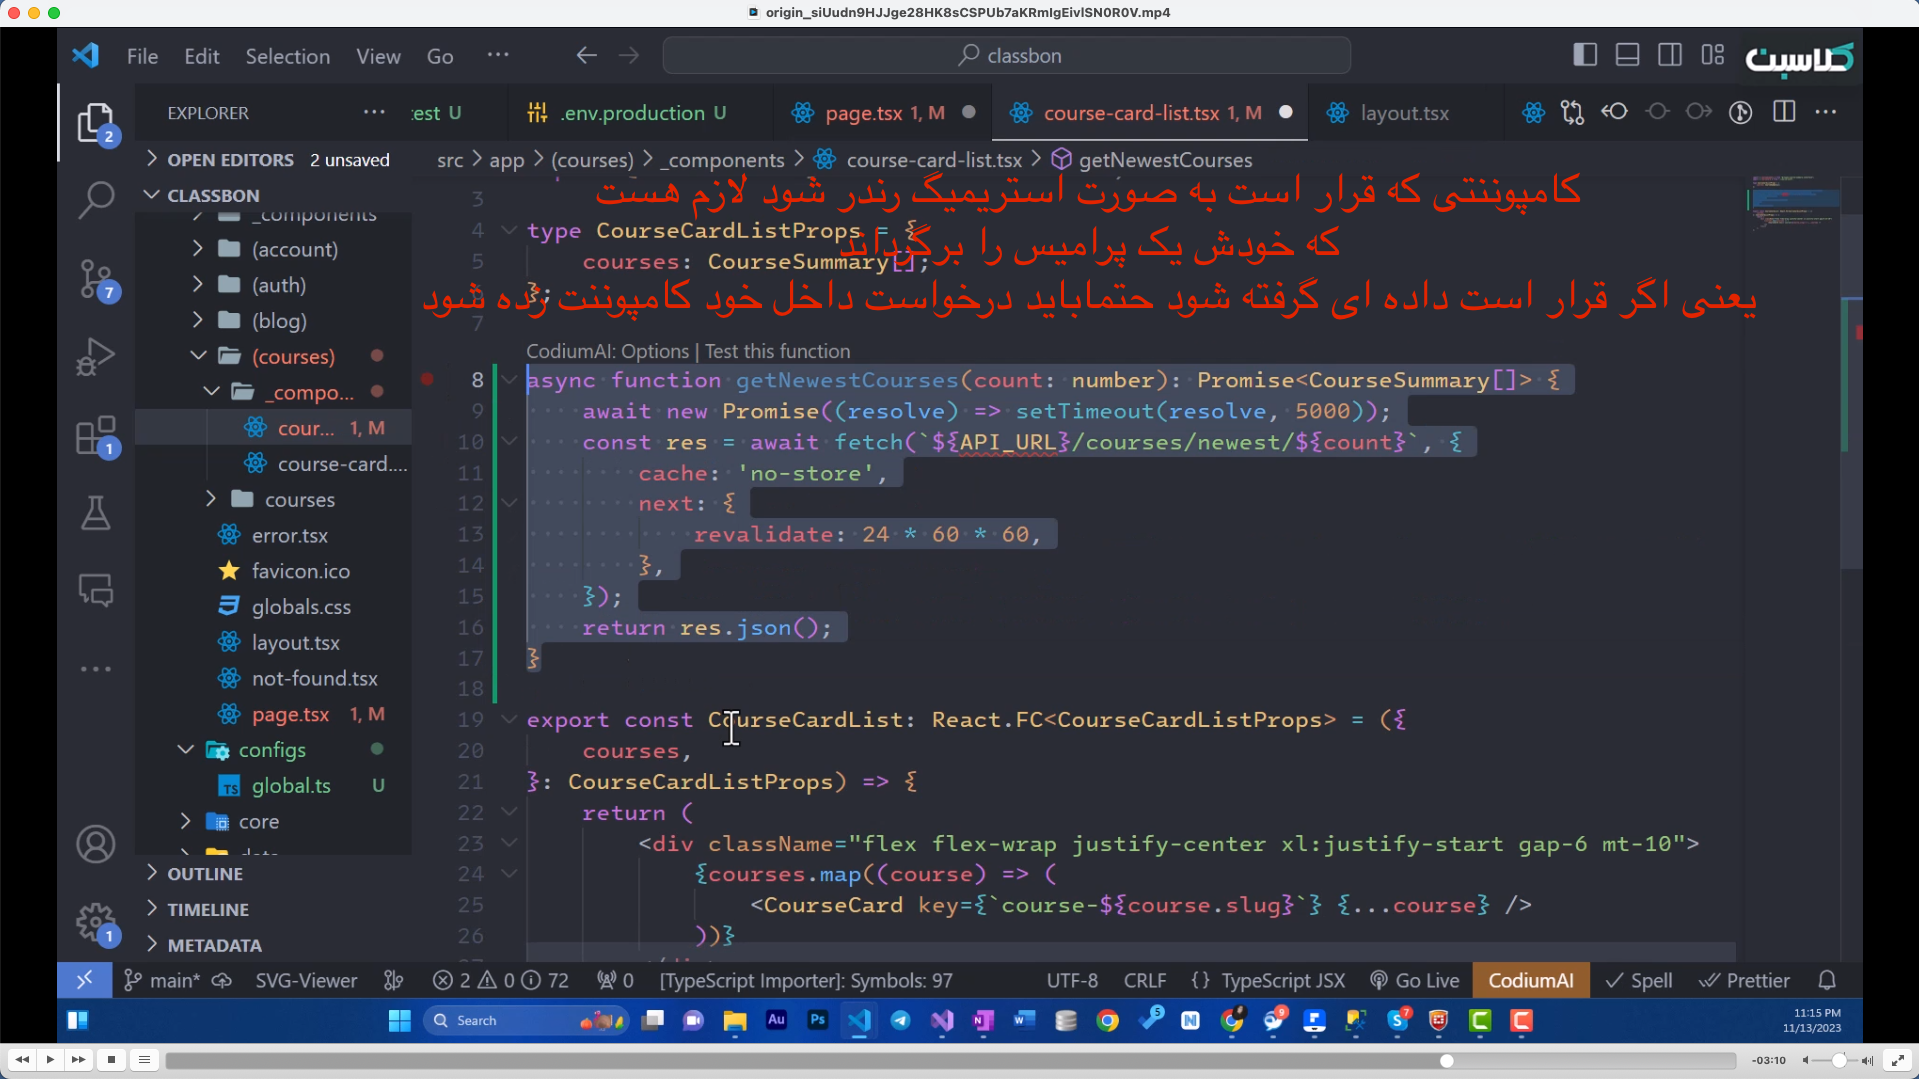 origin_siUudn9HJJge28HK8sCSPUb7aKRmIgEivlSN0R0V.mp4
File Edit Selection View Go ···
classbon
کلاسبن
EXPLORER ···
test U
.env.production U
page.tsx 1, M
course-card-list.tsx 1, M
layout.tsx
OPEN EDITORS 2 unsaved
src > app > (courses) > _components > course-card-list.tsx > getNewestCourses
CLASSBON
_components
(account)
(auth)
(blog)
(courses)
_compo...
cour... 1, M
course-card....
courses
error.tsx
favicon.ico
globals.css
layout.tsx
not-found.tsx
page.tsx 1, M
configs
global.ts U
core
OUTLINE
TIMELINE
METADATA
2
7
1
1
کامپوننتی که قرار است به صورت استریمیگ رندر شود لازم هست
که خودش یک پرامیس را برگرداند
یعنی اگر قرار است داده ای گرفته شود حتماباید درخواست داخل خود کامپوننت زده شود
3
4 type CourseCardListProps = {
5 courses: CourseSummary[];
6 };
7
CodiumAI: Options | Test this function
8 async function getNewestCourses(count: number): Promise<CourseSummary[]> {
9 await new Promise((resolve) => setTimeout(resolve, 5000));
10 const res = await fetch(`${API_URL}/courses/newest/${count}`, {
11 cache: 'no-store',
12 next: {
13 revalidate: 24 * 60 * 60,
14 },
15 });
16 return res.json();
17 }
18
19 export const CourseCardList: React.FC<CourseCardListProps> = ({
20 courses,
21 }: CourseCardListProps) => {
22 return (
23 <div className="flex flex-wrap justify-center xl:justify-start gap-6 mt-10">
24 {courses.map((course) => (
25 <CourseCard key={`course-${course.slug}`} {...course} />
26 ))}
main* SVG-Viewer 2 0 72 0 [TypeScript Importer]: Symbols: 97 UTF-8 CRLF {} TypeScript JSX Go Live CodiumAI Spell Prettier
Search
11:15 PM
11/13/2023
-03:10